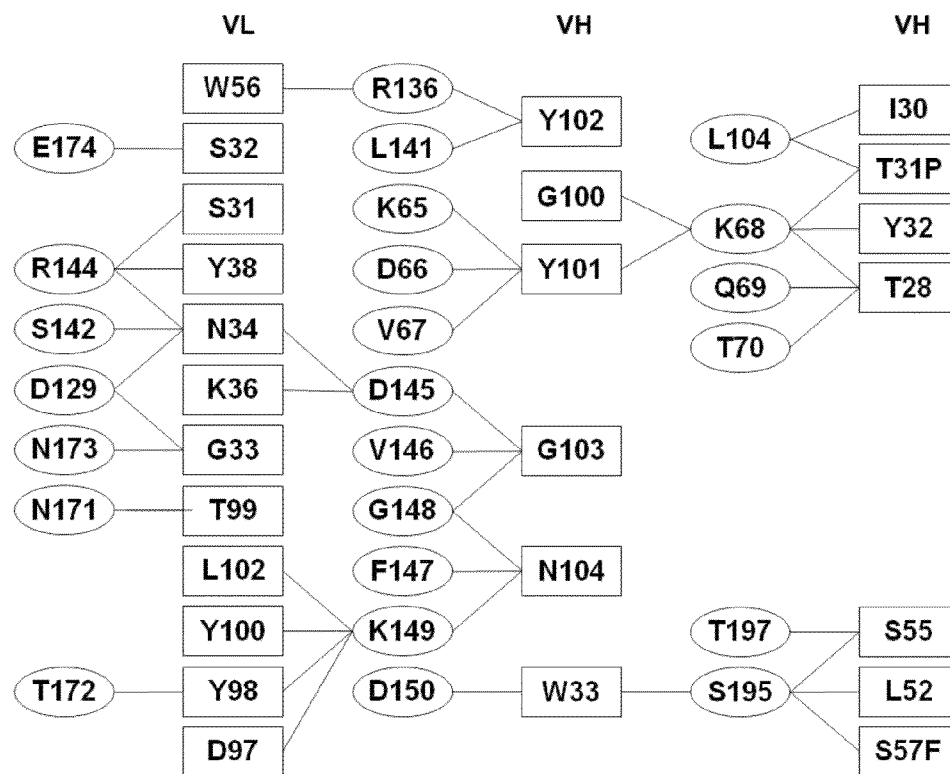 VL VH VH
W56 R136 I30
Y102
E174 S32 L141 L104
T31P
S31 K65 G100
K68 Y32
R144 Y38 D66 Y101
Q69 T28
S142 N34 V67 T70
D129 K36 D145
N173 G33 V146 G103
N171 T99 G148
L102 F147 N104
Y100 K149 T197 S55
T172 Y98 D150 W33 S195 L52
D97 S57F